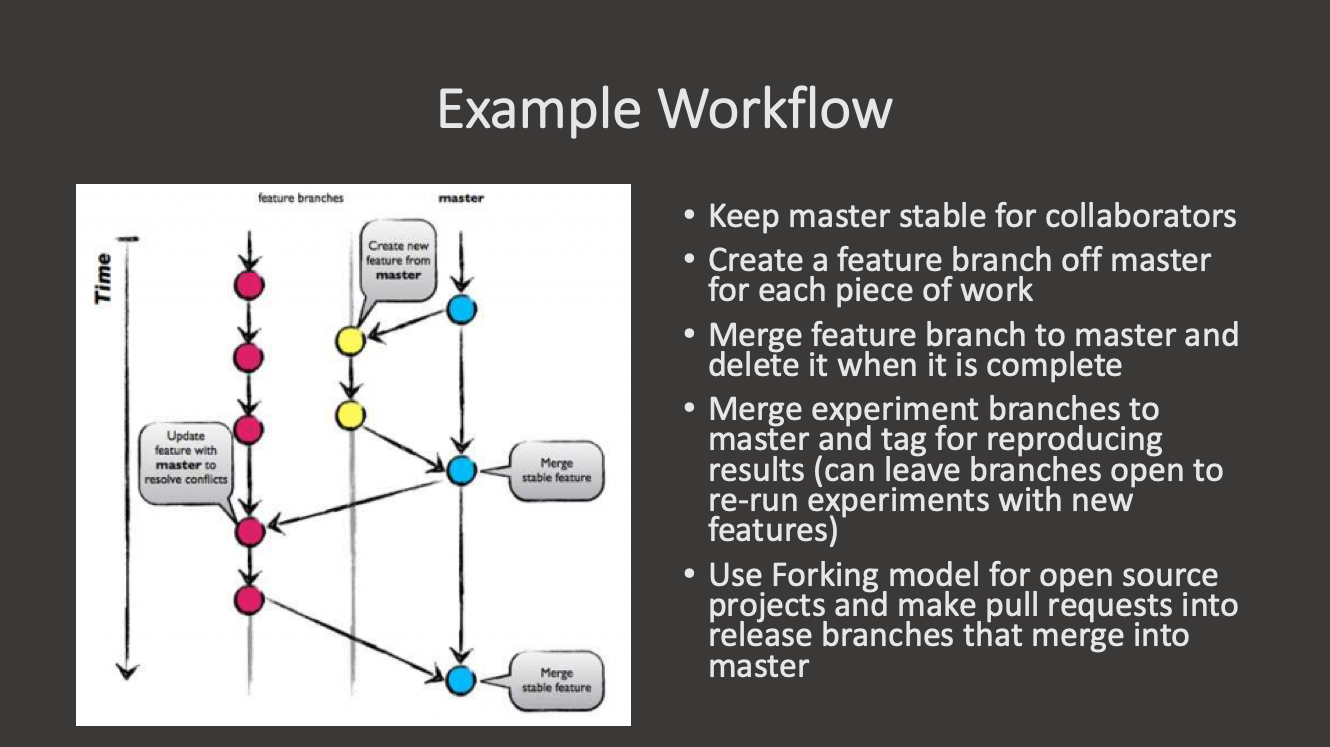 Example Workflow
feature branches
master
Time
Create new
feature from
master
Update
feature with
master to
resolve conflicts
Merge
stable feature
Merge
stable feature
• Keep master stable for collaborators
• Create a feature branch off master
for each piece of work
• Merge feature branch to master and
delete it when it is complete
• Merge experiment branches to
master and tag for reproducing
results (can leave branches open to
re-run experiments with new
features)
• Use Forking model for open source
projects and make pull requests into
release branches that merge into
master